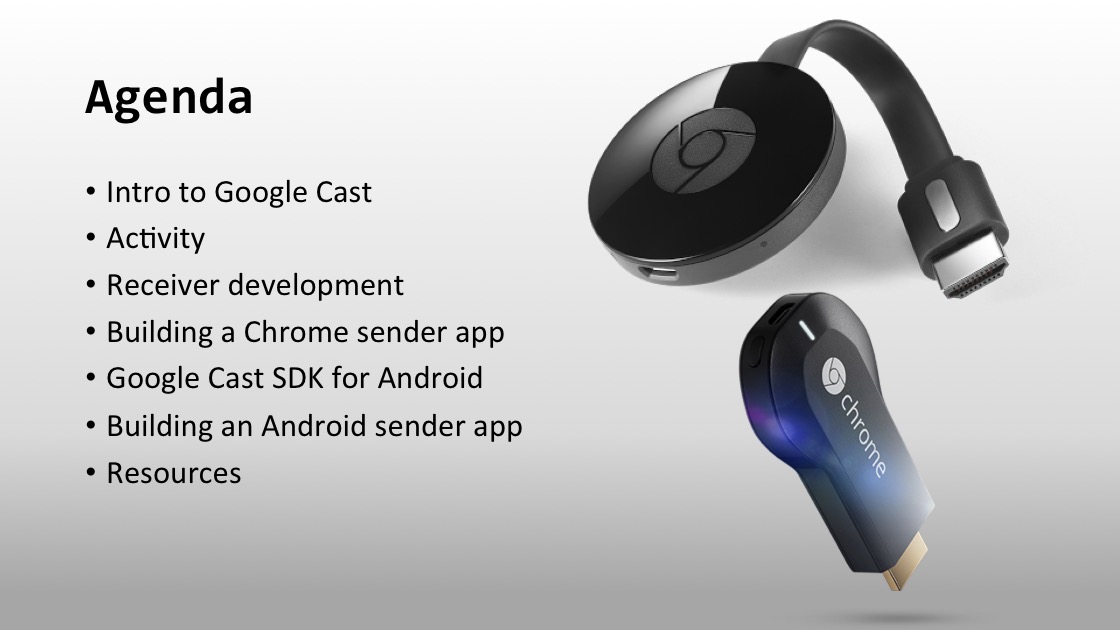 Agenda
• Intro to Google Cast
• Activity
• Receiver development
• Building a Chrome sender app
• Google Cast SDK for Android
• Building an Android sender app
• Resources
chrome